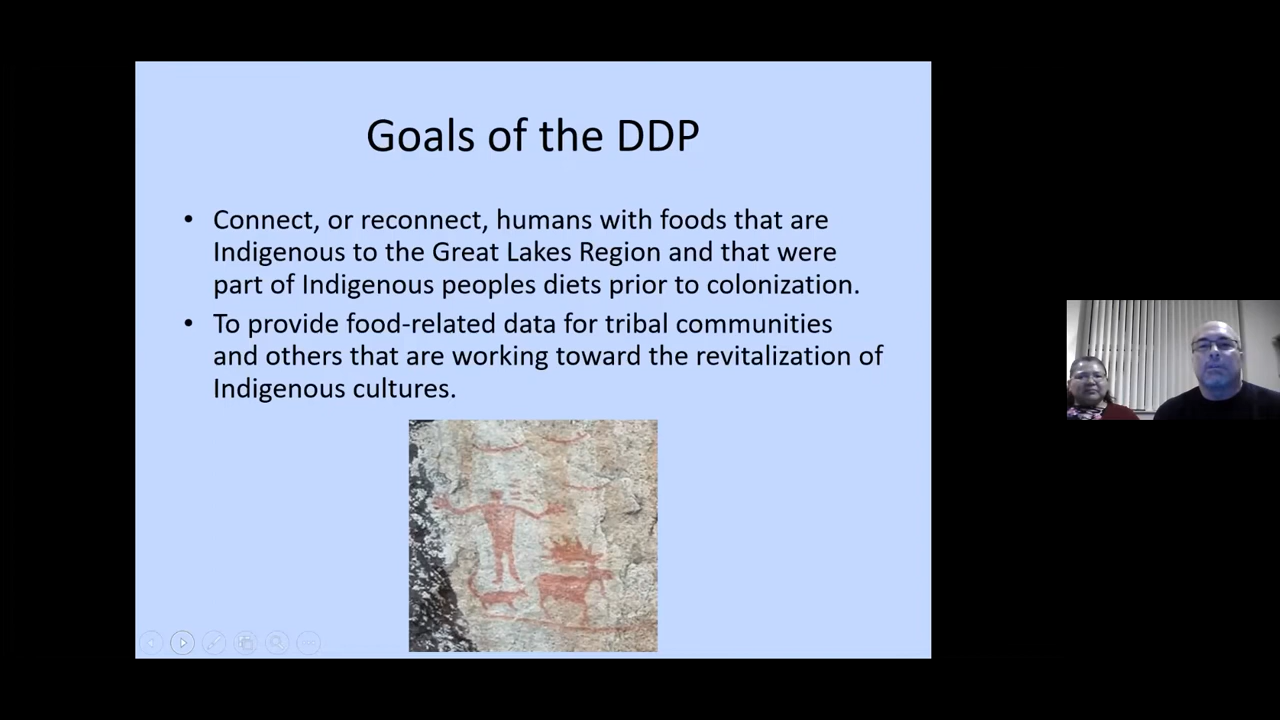 Goals of the DDP
• Connect, or reconnect, humans with foods that are
Indigenous to the Great Lakes Region and that were
part of Indigenous peoples diets prior to colonization.
• To provide food-related data for tribal communities
and others that are working toward the revitalization of
Indigenous cultures.